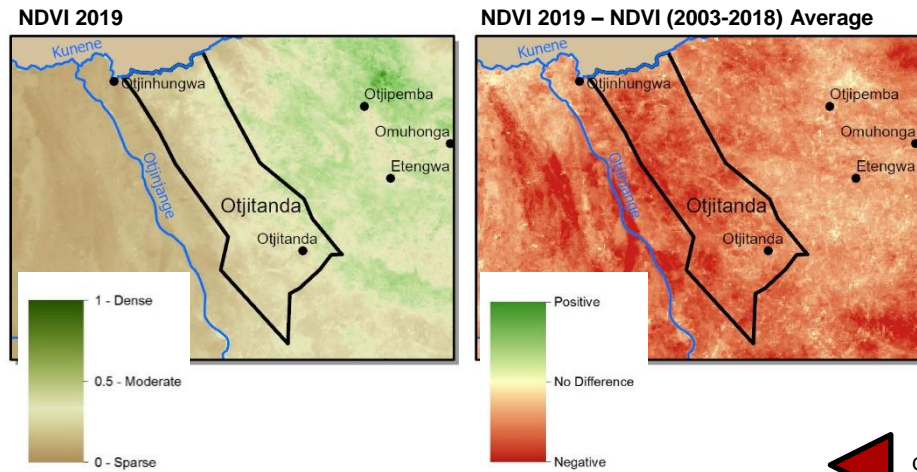 NDVI 2019
Kunene
Otjinhungwa
Otjipemba
Omuhonga
Etengwa
Otjinjange
Otjitanda
Otjitanda
1 - Dense
0.5 - Moderate
0 - Sparse
NDVI 2019 – NDVI (2003-2018) Average
Kunene
Otjinhungwa
Otjipemba
Omuhonga
Etengwa
Otjinjange
Otjitanda
Otjitanda
Positive
No Difference
Negative